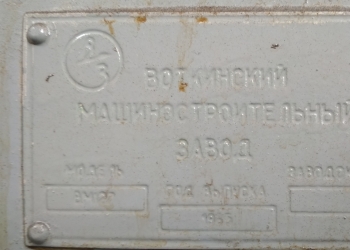 ВОТКИНСКИЙ
МАШИНОСТРОИТЕЛЬНЫЙ
ЗАВОД
МОДЕЛЬ
ГОД ВЫПУСКА